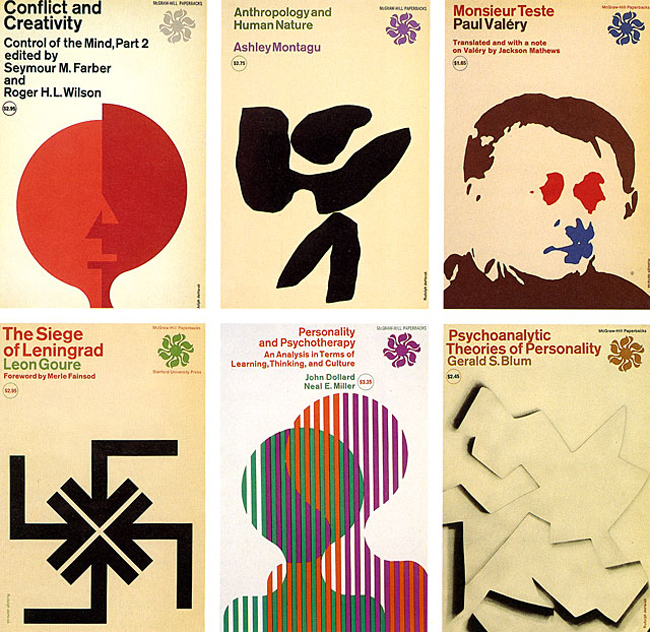 Conflict and
Creativity
Control of the Mind, Part 2
edited by
Seymour M. Farber
and
Roger H.L. Wilson
$2.95
McGRAW-HILL PAPERBACKS
Anthropology and
Human Nature
Ashley Montagu
$2.75
McGRAW-HILL PAPERBACKS
Monsieur Teste
Paul Valéry
Translated and with a note
on Valéry by Jackson Mathews
$1.65
McGraw-Hill Paperbacks
The Siege
of Leningrad
Leon Goure
Foreword by Merle Fainsod
$2.95
McGraw-Hill Paperbacks
Stanford University Press
Personality
and Psychotherapy
An Analysis in Terms of
Learning, Thinking, and Culture
John Dollard
Neal E. Miller
$3.25
McGRAW-HILL PAPERBACKS
Psychoanalytic
Theories of Personality
Gerald S. Blum
$2.45
McGraw-Hill Paperbacks